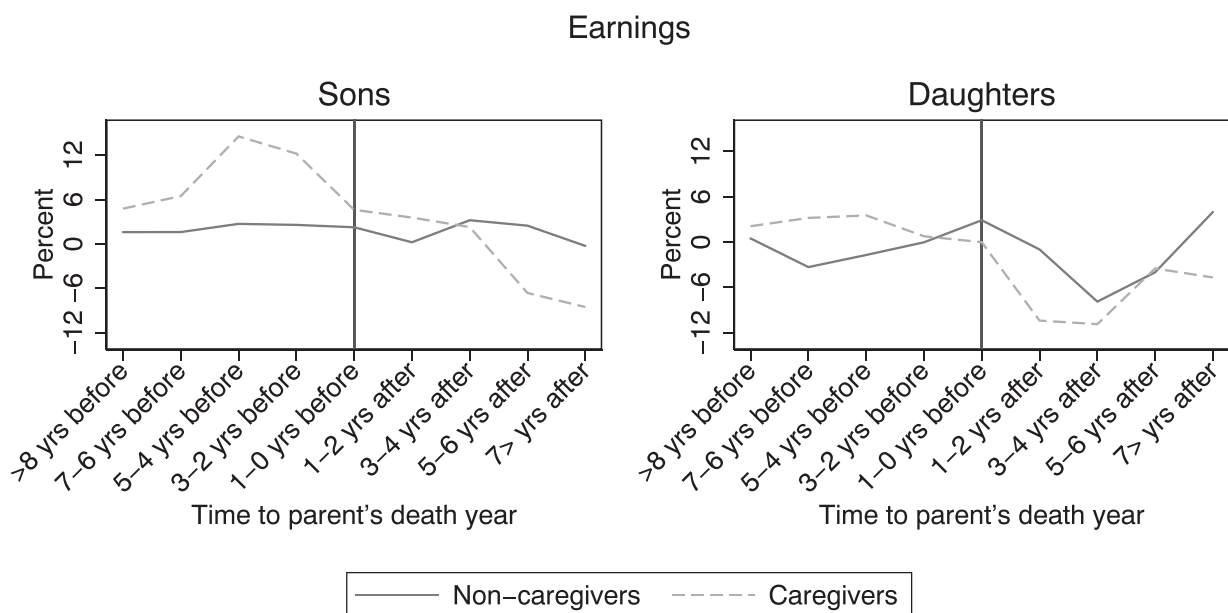 Earnings
Sons
Percent
12
6
0
−6
−12
>8 yrs before
7−6 yrs before
5−4 yrs before
3−2 yrs before
1−0 yrs before
1−2 yrs after
3−4 yrs after
5−6 yrs after
7> yrs after
Time to parent's death year
Daughters
Percent
12
6
0
−6
−12
>8 yrs before
7−6 yrs before
5−4 yrs before
3−2 yrs before
1−0 yrs before
1−2 yrs after
3−4 yrs after
5−6 yrs after
7> yrs after
Time to parent's death year
Non−caregivers
Caregivers